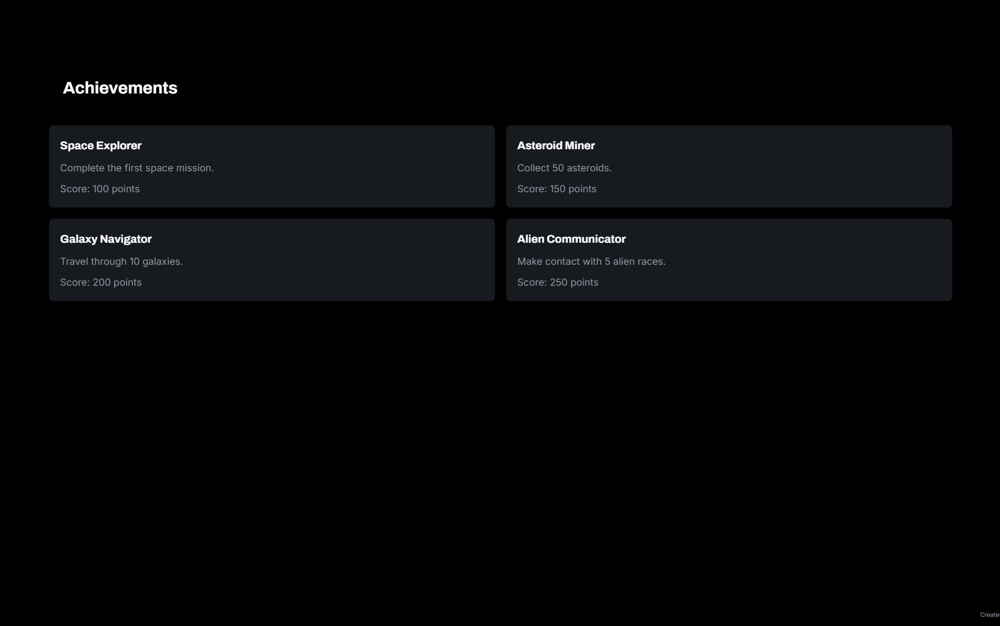 Achievements
Space Explorer
Complete the first space mission.
Score: 100 points
Asteroid Miner
Collect 50 asteroids.
Score: 150 points
Galaxy Navigator
Travel through 10 galaxies.
Score: 200 points
Alien Communicator
Make contact with 5 alien races.
Score: 250 points
Create